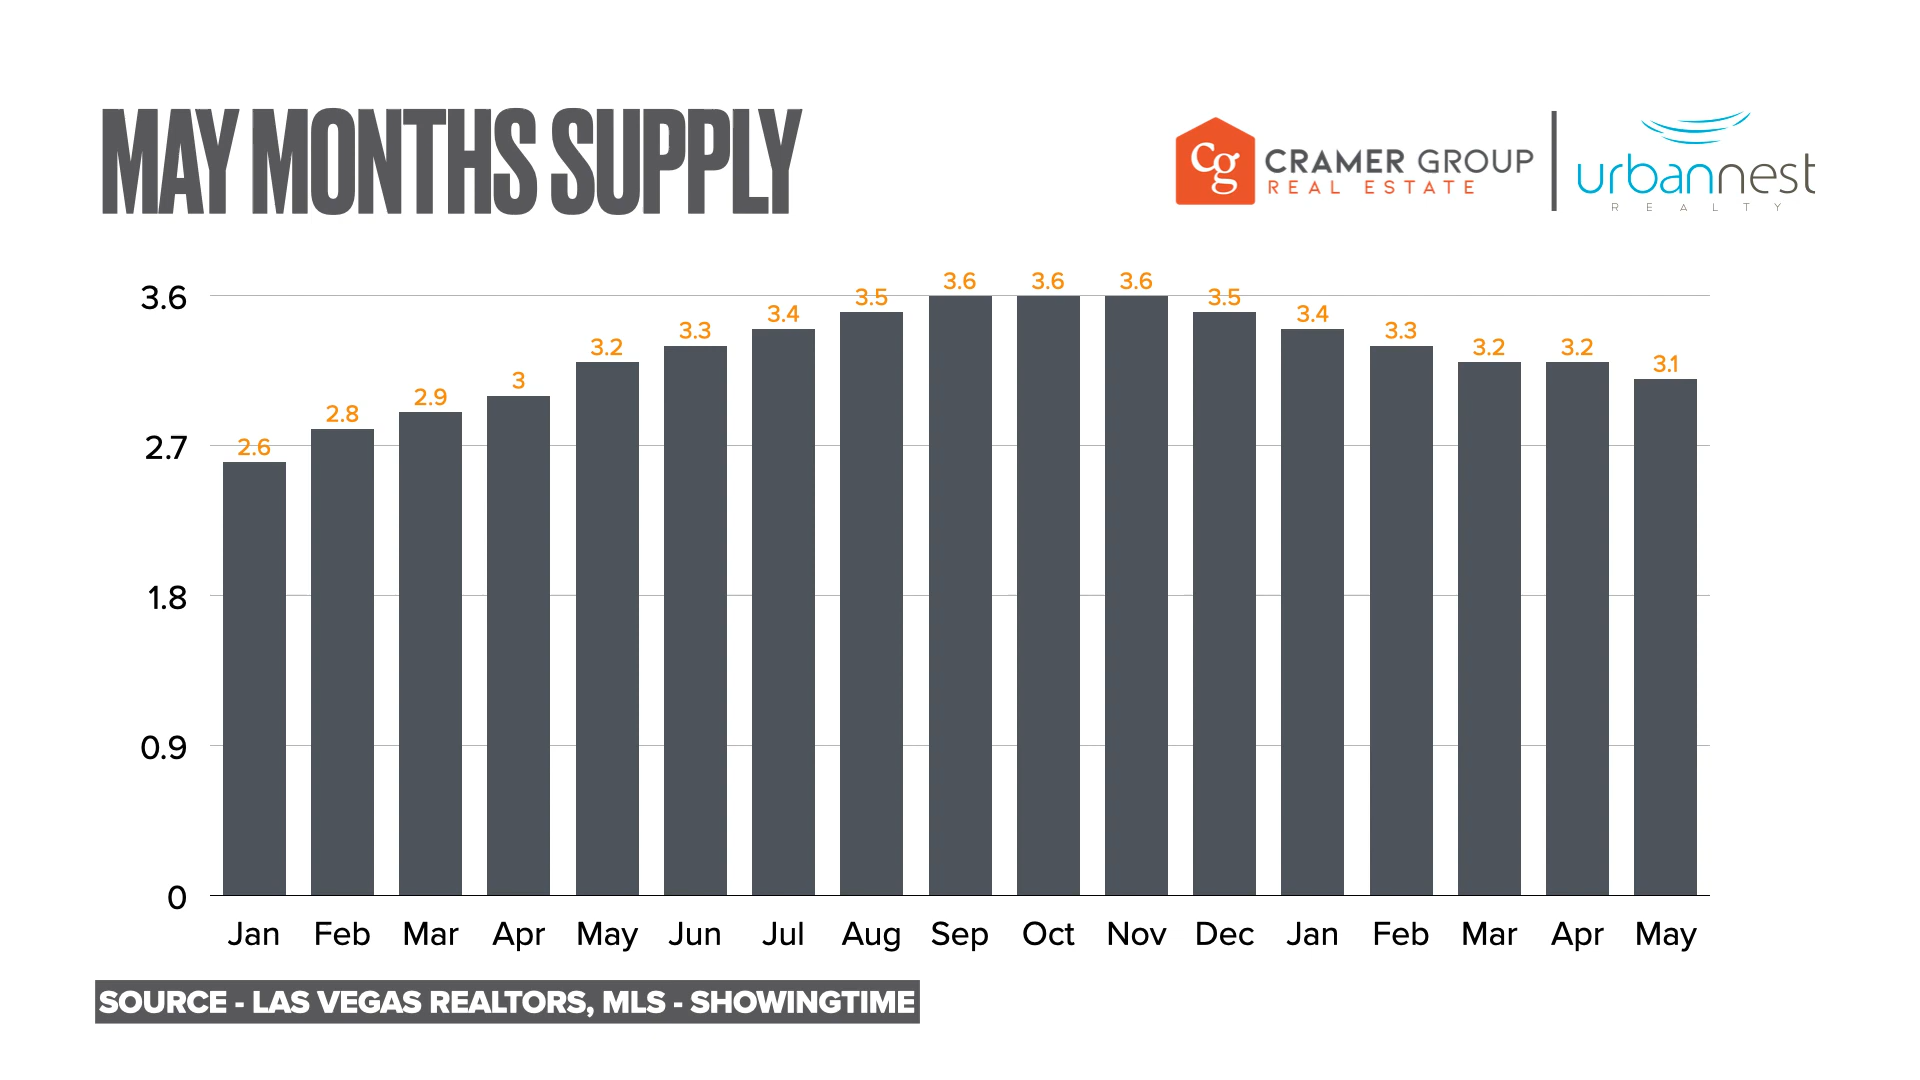 MAY MONTHS SUPPLY
cg CRAMER GROUP
REAL ESTATE
urbannest
REALTY
3.6
2.7
1.8
0.9
0
2.6 2.8 2.9 3 3.2 3.3 3.4 3.5 3.6 3.6 3.6 3.5 3.4 3.3 3.2 3.2 3.1
Jan Feb Mar Apr May Jun Jul Aug Sep Oct Nov Dec Jan Feb Mar Apr May
SOURCE - LAS VEGAS REALTORS, MLS - SHOWINGTIME